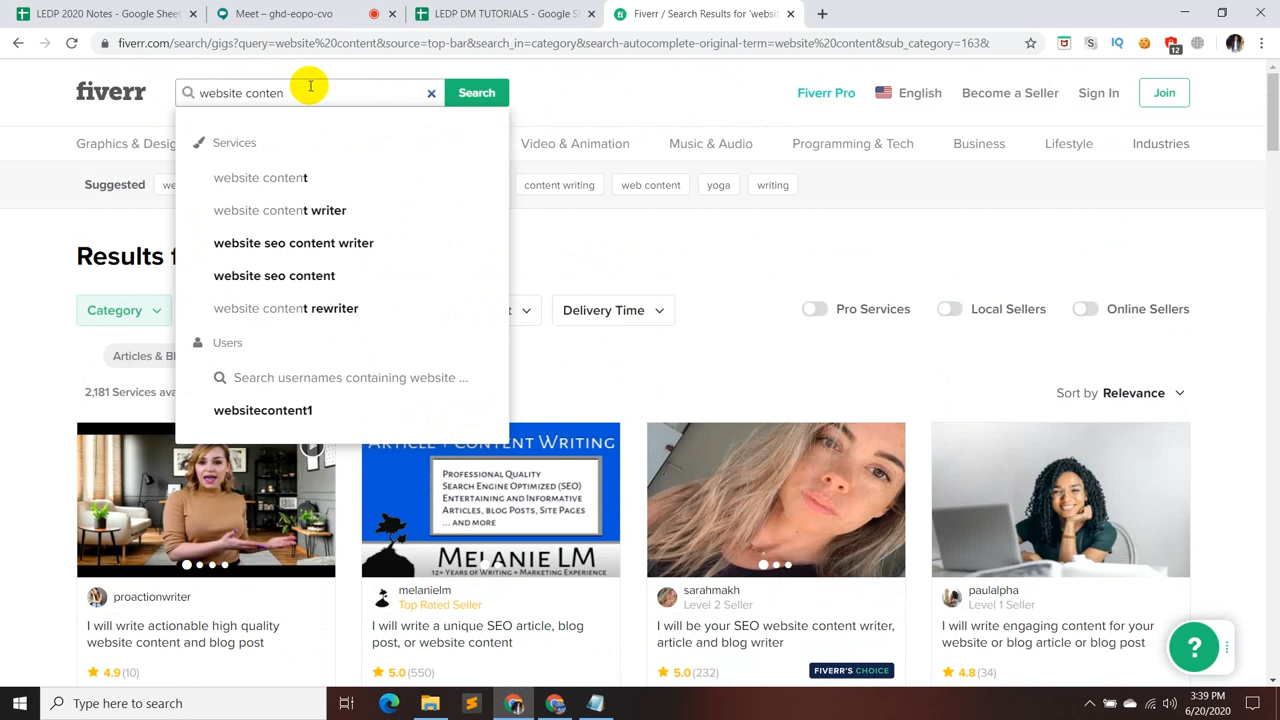 LEDP 2020 Notes - Google Sheet
Meet – ghd-eopo-cvo
LEDP DM TUTORIALS - Google S
Fiverr / Search Results for 'websit
fiverr.com/search/gigs?query=website%20content&source=top-bar&search_in=category&search-autocomplete-original-term=website%20content&sub_category=163&
IQ
12
fiverr
website conten
Search
Fiverr Pro
English
Become a Seller
Sign In
Join
Graphics & Desig
Video & Animation
Music & Audio
Programming & Tech
Business
Lifestyle
Industries
Suggested
we
content writing
web content
yoga
writing
Services
website content
website content writer
website seo content writer
website seo content
website content rewriter
Users
Search usernames containing website ...
websitecontent1
Results f
Category
t
Delivery Time
Pro Services
Local Sellers
Online Sellers
Articles & Bl
2,181 Services ava
Sort by Relevance
ARTICLE + CONTENT WRITING
PROFESSIONAL QUALITY
SEARCH ENGINE OPTIMIZED (SEO)
ENTERTAINING AND INFORMATIVE
ARTICLES, BLOG POSTS, SITE PAGES
... AND MORE
MELANIE LM
12+ YEARS OF WRITING + MARKETING EXPERIENCE
proactionwriter
I will write actionable high quality
website content and blog post
4.9(10)
melanielm
Top Rated Seller
I will write a unique SEO article, blog
post, or website content
5.0(550)
sarahmakh
Level 2 Seller
I will be your SEO website content writer,
article and blog writer
5.0(232)
FIVERR'S CHOICE
paulalpha
Level 1 Seller
I will write engaging content for your
website or blog article or blog post
4.8(34)
?
Type here to search
3:39 PM
6/20/2020